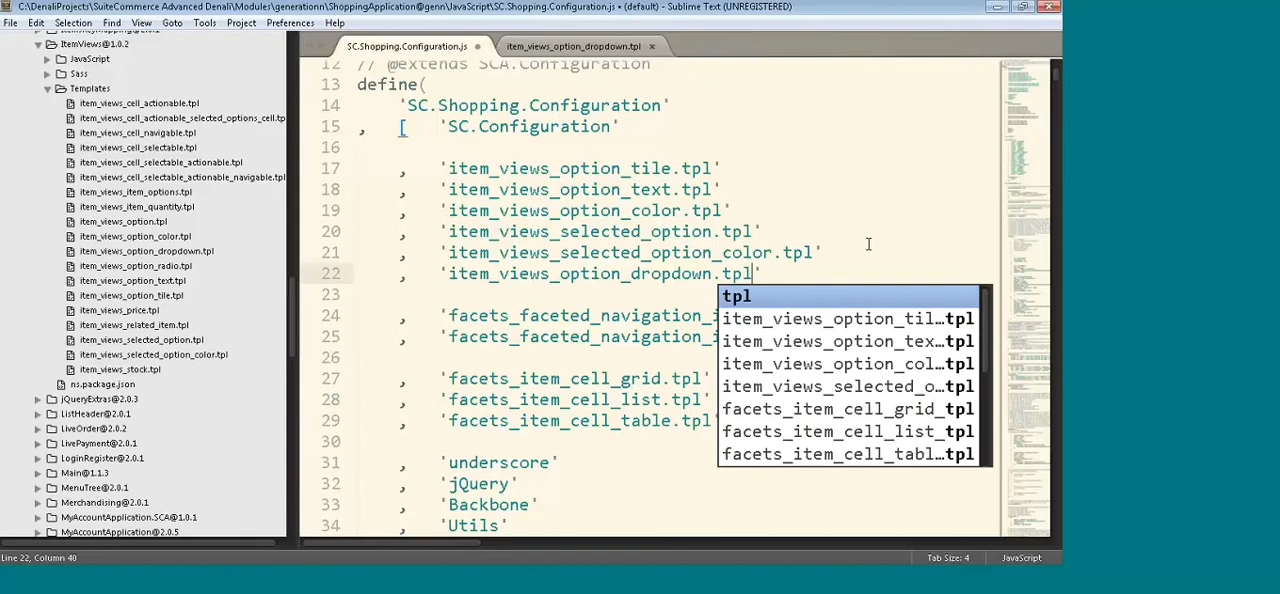 C:\DenaliProjects\SuiteCommerce Advanced Denali\Modules\generationn\ShoppingApplication@genn\JavaScript\SC.Shopping.Configuration.js • (default) - Sublime Text (UNREGISTERED)
File Edit Selection Find View Goto Tools Project Preferences Help
ItemViews@1.0.2
JavaScript
Sass
Templates
item_views_cell_actionable.tpl
item_views_cell_actionable_selected_options_cell.tp
item_views_cell_navigable.tpl
item_views_cell_selectable.tpl
item_views_cell_selectable_actionable.tpl
item_views_cell_selectable_actionable_navigable.tpl
item_views_item_options.tpl
item_views_item_quantity.tpl
item_views_option.tpl
item_views_option_color.tpl
item_views_option_dropdown.tpl
item_views_option_radio.tpl
item_views_option_text.tpl
item_views_option_tile.tpl
item_views_price.tpl
item_views_related_item.tpl
item_views_selected_option.tpl
item_views_selected_option_color.tpl
item_views_stock.tpl
ns.package.json
jQueryExtras@2.0.3
ListHeader@2.0.1
LiveOrder@2.0.2
LivePayment@2.0.1
LoginRegister@2.0.1
Main@1.1.3
MenuTree@2.0.1
Merchandising@2.0.1
MyAccountApplication.SCA@1.0.1
MyAccountApplication@2.0.5
SC.Shopping.Configuration.js item_views_option_dropdown.tpl
12 // @extends SCA.Configuration
13 define(
14 'SC.Shopping.Configuration'
15 , [ 'SC.Configuration'
16
17 , 'item_views_option_tile.tpl'
18 , 'item_views_option_text.tpl'
19 , 'item_views_option_color.tpl'
20 , 'item_views_selected_option.tpl'
21 , 'item_views_selected_option_color.tpl'
22 , 'item_views_option_dropdown.tpl'
23
24 , 'facets_faceted_navigation_i
25 , 'facets_faceted_navigation_i
26
27 , 'facets_item_cell_grid.tpl'
28 , 'facets_item_cell_list.tpl'
29 , 'facets_item_cell_table.tpl'
30
31 , 'underscore'
32 , 'jQuery'
33 , 'Backbone'
34 , 'Utils'
tpl
item_views_option_til…tpl
item_views_option_tex…tpl
item_views_option_col…tpl
item_views_selected_o…tpl
facets_item_cell_grid_tpl
facets_item_cell_list_tpl
facets_item_cell_tabl…tpl
Line 22, Column 40 Tab Size: 4 JavaScript